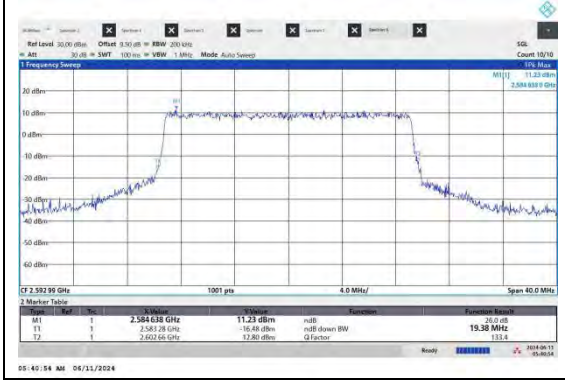 Ref Level 30.00 dBm Offset 9.50 dB RBW 200 kHz SGL
Att 30 dB SWT 100 ms VBW 1 MHz Mode Auto Sweep Count 10/10
1 Frequency Sweep 1Pk Max
M1[1] 11.23 dBm
2.584 638 0 GHz
20 dBm
M1
10 dBm
0 dBm
-10 dBm
T1
T2
-20 dBm
-30 dBm
-40 dBm
-50 dBm
-60 dBm
CF 2.592 99 GHz 1001 pts 4.0 MHz/ Span 40.0 MHz
2 Marker Table
Type Ref Trc X-Value Y-Value Function Function Result
M1 1 2.584 638 GHz 11.23 dBm ndB 26.0 dB
T1 1 2.583 28 GHz -16.48 dBm ndB down BW 19.38 MHz
T2 1 2.602 66 GHz 12.80 dBm Q Factor 133.4
Ready 2024-06-11
05:40:54
05:40:54 AM 06/11/2024